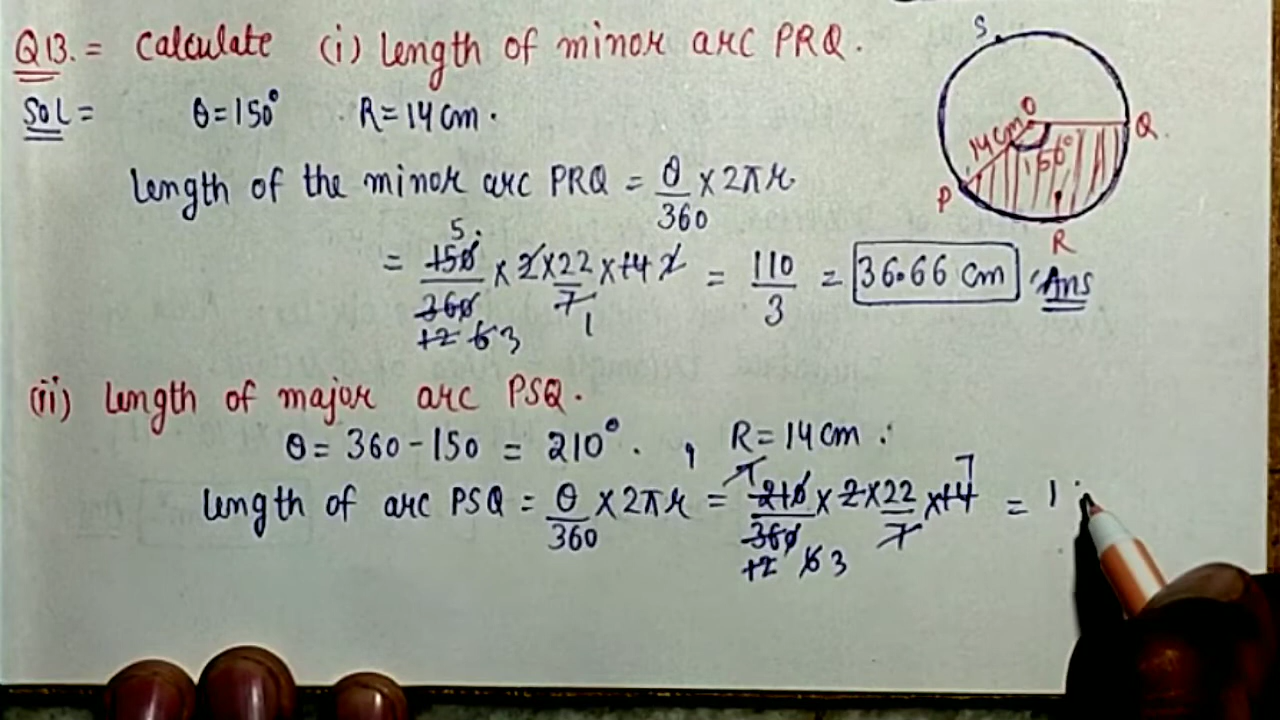 Q13. = Calculate (i) Length of minor arc PRQ.
Sol = θ = 150° R = 14 cm.
Length of the minor arc PRQ = θ/360 × 2πr.
= 150/360 × 2 × 22/7 × 14 2 = 110/3 = 36.66 cm Ans
5.
12 6 3 1
(ii) Length of major arc PSQ.
θ = 360 - 150 = 210°. , R = 14 cm.
Length of arc PSQ = θ/360 × 2πr = 210/360 × 2 × 22/7 × 14 = 1
7 7
12 6 3
S.
O
Q.
14 cm
150°
P
R